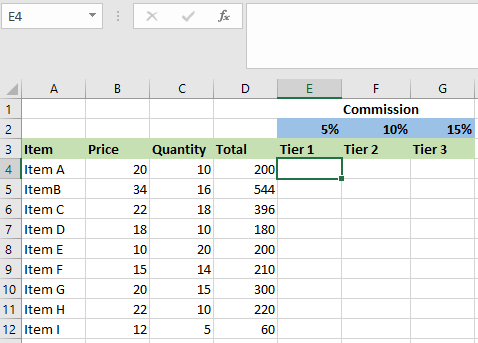 E4 fx
A B C D E F G
1 Commission
2 5% 10% 15%
3 Item Price Quantity Total Tier 1 Tier 2 Tier 3
4 Item A 20 10 200
5 ItemB 34 16 544
6 Item C 22 18 396
7 Item D 18 10 180
8 Item E 10 20 200
9 Item F 15 14 210
10 Item G 20 15 300
11 Item H 22 10 220
12 Item I 12 5 60